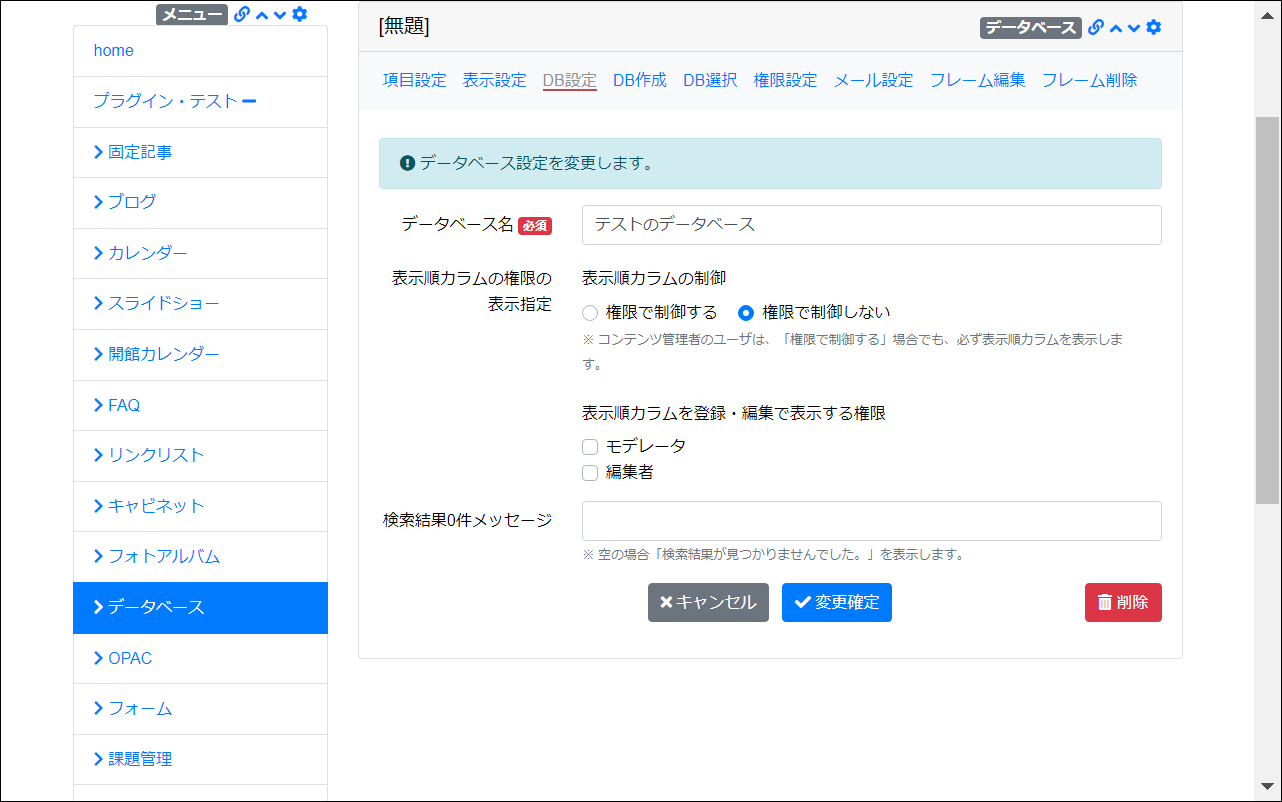 メニュー
home
プラグイン・テスト
固定記事
ブログ
カレンダー
スライドショー
開館カレンダー
FAQ
リンクリスト
キャビネット
フォトアルバム
データベース
OPAC
フォーム
課題管理
[無題]
データベース
項目設定 表示設定 DB設定 DB作成 DB選択 権限設定 メール設定 フレーム編集 フレーム削除
データベース設定を変更します。
データベース名 必須
テストのデータベース
表示順カラムの権限の
表示指定
表示順カラムの制御
権限で制御する 権限で制御しない
※ コンテンツ管理者のユーザは、「権限で制御する」場合でも、必ず表示順カラムを表示しま
す。
表示順カラムを登録・編集で表示する権限
モデレータ
編集者
検索結果0件メッセージ
※ 空の場合「検索結果が見つかりませんでした。」を表示します。
キャンセル 変更確定 削除